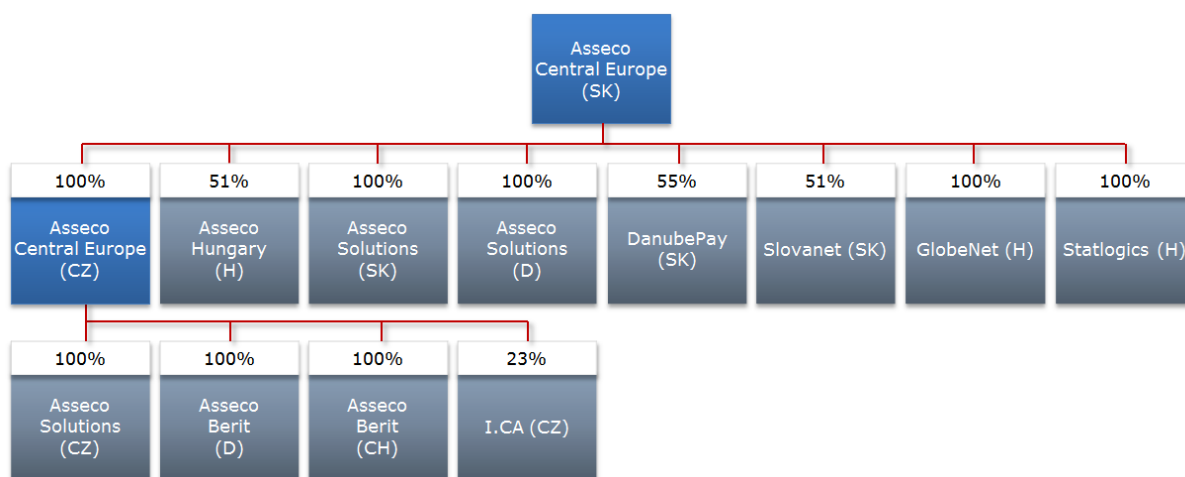 Asseco
Central Europe
(SK)
100%
51%
100%
100%
55%
51%
100%
100%
Asseco
Central Europe
(CZ)
Asseco
Hungary
(H)
Asseco
Solutions
(SK)
Asseco
Solutions
(D)
DanubePay
(SK)
Slovanet (SK)
GlobeNet (H)
Statlogics (H)
100%
100%
100%
23%
Asseco
Solutions
(CZ)
Asseco
Berit
(D)
Asseco
Berit
(CH)
I.CA (CZ)